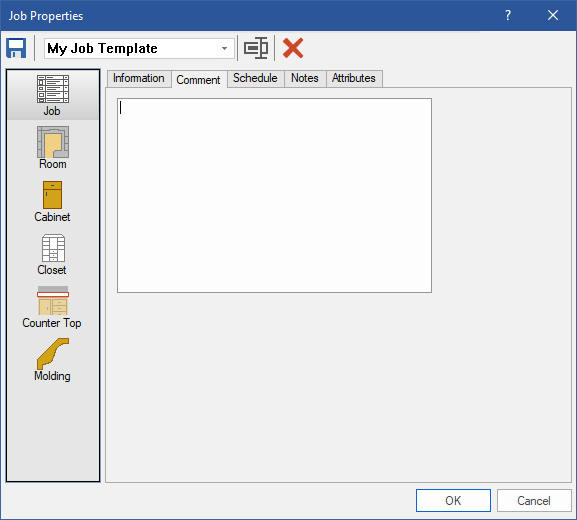 Job Properties
?
My Job Template
Information Comment Schedule Notes Attributes
Job
Room
Cabinet
Closet
Counter Top
Molding
OK Cancel